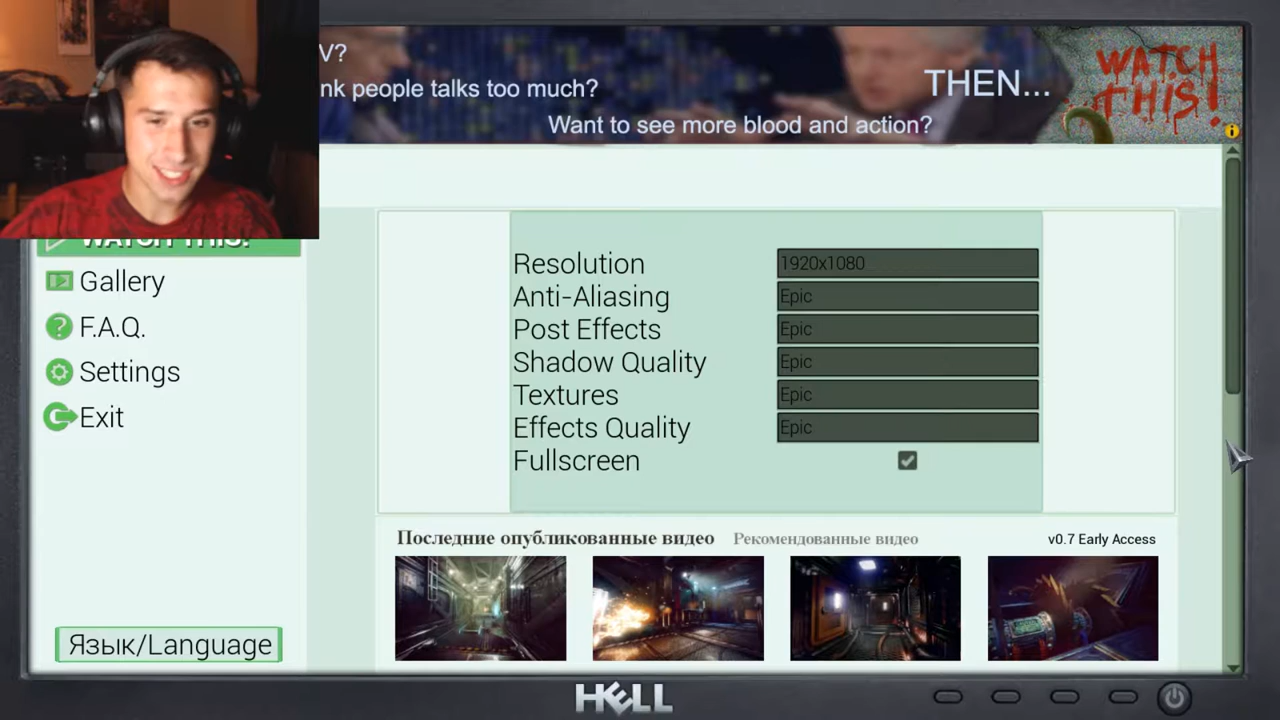 V?
nk people talks too much?
THEN...
Want to see more blood and action?
WATCH THIS!
WATCH THIS!
Gallery
F.A.Q.
Settings
Exit
Язык/Language
Resolution 1920x1080
Anti-Aliasing Epic
Post Effects Epic
Shadow Quality Epic
Textures Epic
Effects Quality Epic
Fullscreen
Последние опубликованные видео Рекомендованные видео v0.7 Early Access
HELL